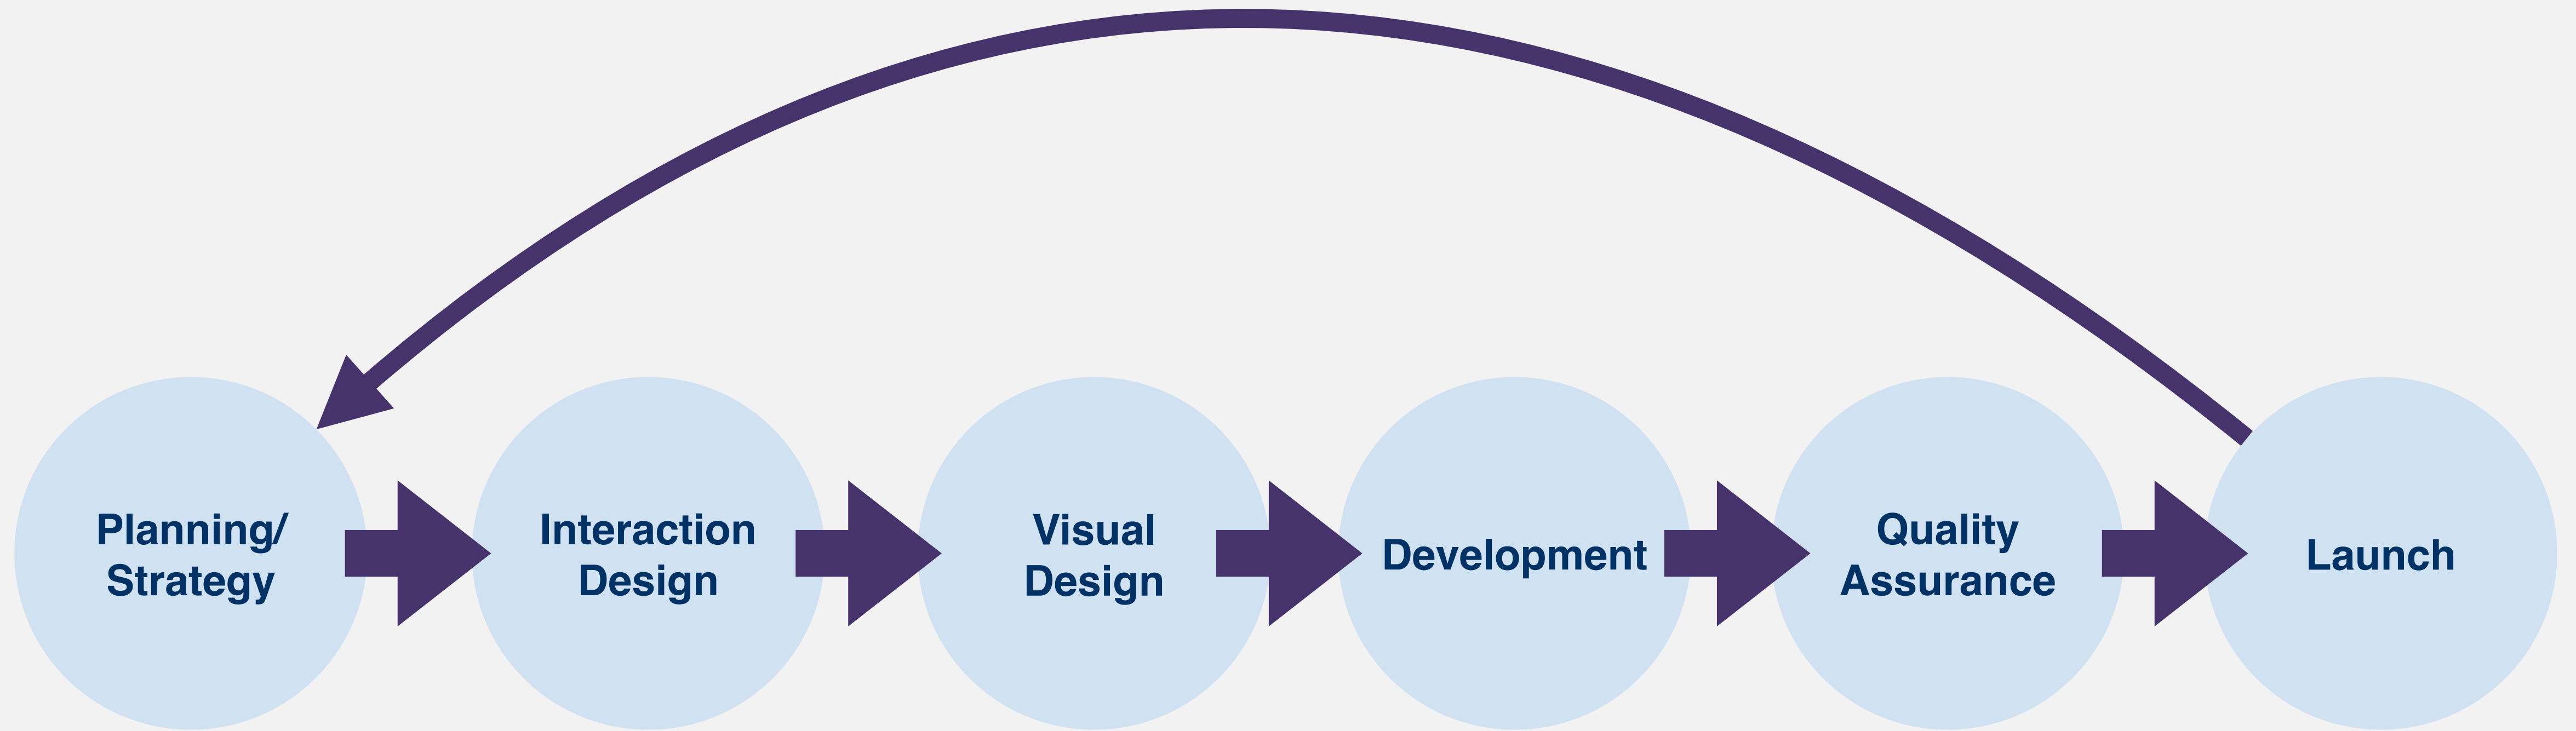 Planning/
Strategy
Interaction
Design
Visual
Design
Development
Quality
Assurance
Launch